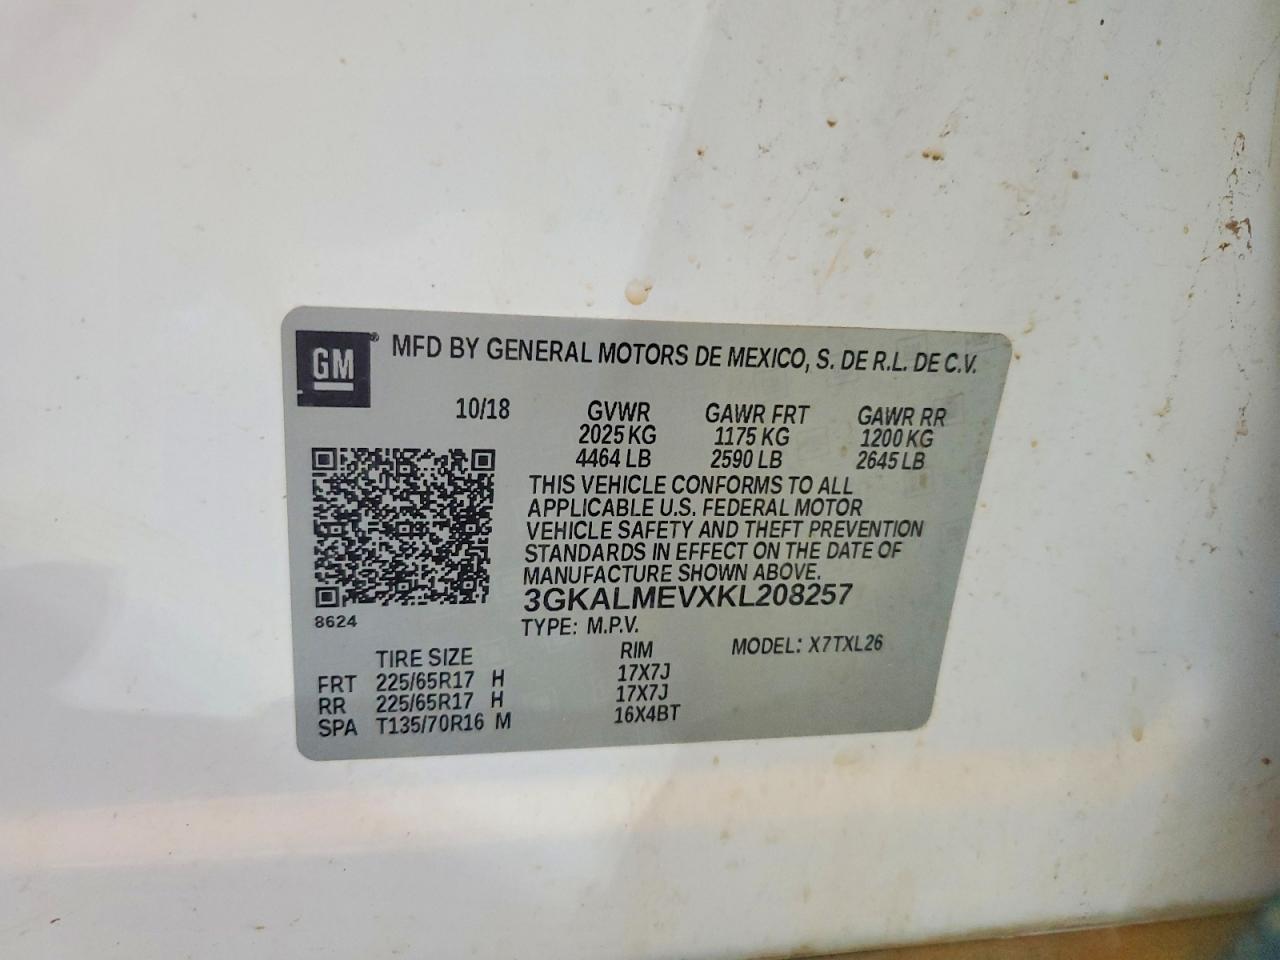 GM® MFD BY GENERAL MOTORS DE MEXICO, S. DE R.L. DE C.V.
10/18 GVWR GAWR FRT GAWR RR
2025 KG 1175 KG 1200 KG
4464 LB 2590 LB 2645 LB
THIS VEHICLE CONFORMS TO ALL
APPLICABLE U.S. FEDERAL MOTOR
VEHICLE SAFETY AND THEFT PREVENTION
STANDARDS IN EFFECT ON THE DATE OF
MANUFACTURE SHOWN ABOVE.
3GKALMEVXKL208257
8624
TYPE: M.P.V. MODEL: X7TXL26
TIRE SIZE RIM
FRT 225/65R17 H 17X7J
RR 225/65R17 H 17X7J
SPA T135/70R16 M 16X4BT